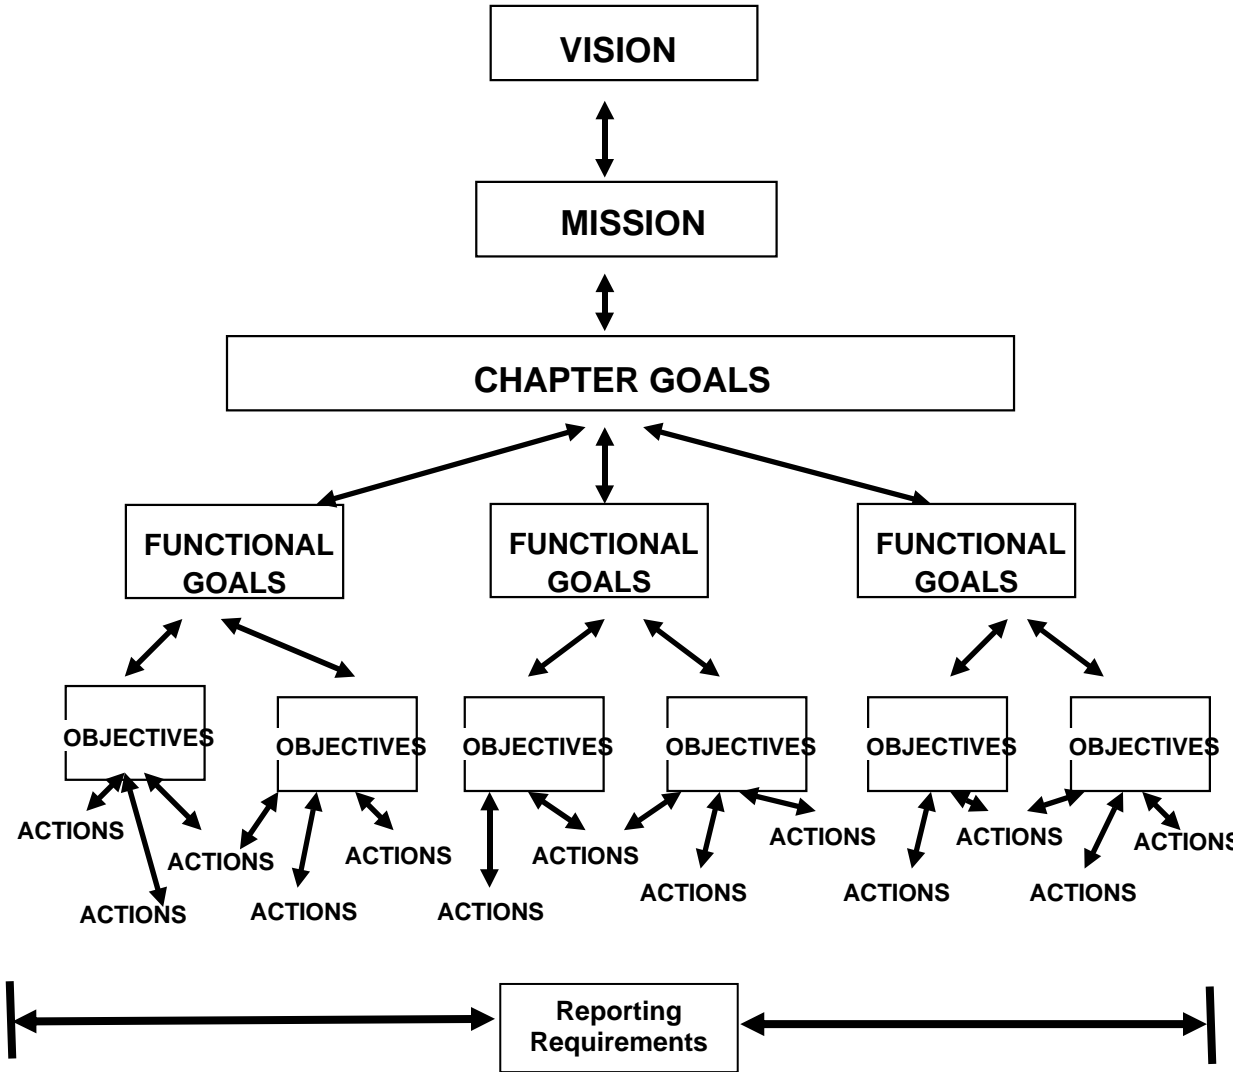 VISION
MISSION
CHAPTER GOALS
FUNCTIONAL
GOALS
FUNCTIONAL
GOALS
FUNCTIONAL
GOALS
OBJECTIVES
OBJECTIVES
OBJECTIVES
OBJECTIVES
OBJECTIVES
OBJECTIVES
ACTIONS
ACTIONS
ACTIONS
ACTIONS
ACTIONS
ACTIONS
ACTIONS
ACTIONS
ACTIONS
ACTIONS
ACTIONS
ACTIONS
ACTIONS
Reporting
Requirements